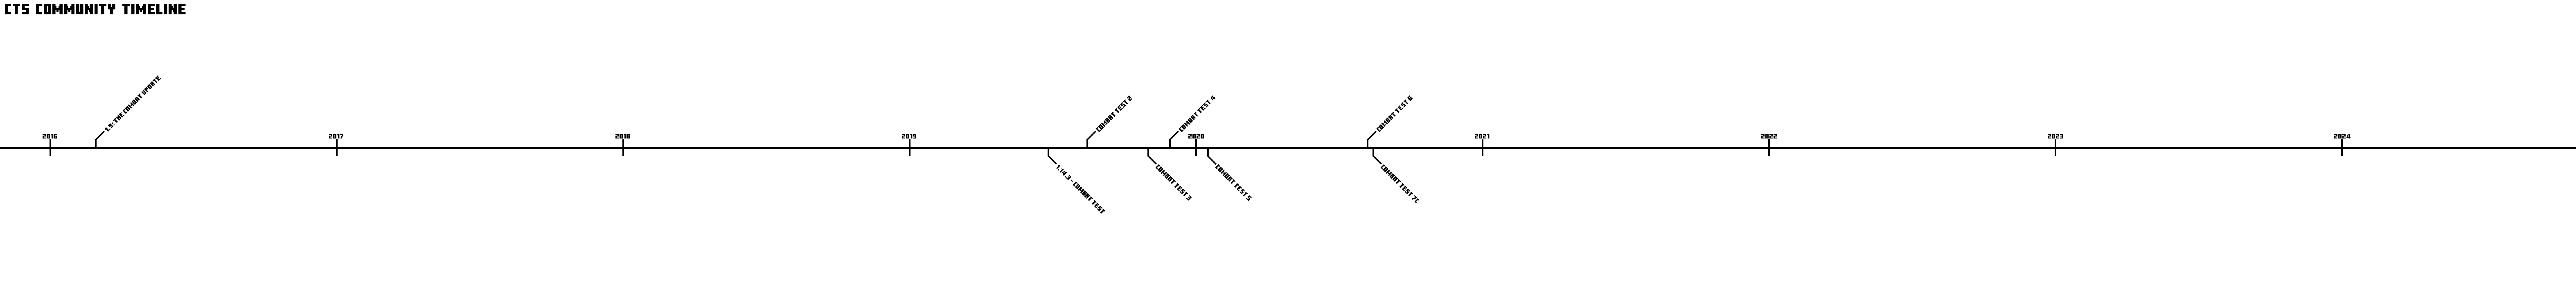 CTS COMMUNITY TIMELINE
1.9: THE COMBAT UPDATE
COMBAT TEST 2
COMBAT TEST 4
COMBAT TEST 6
2016
2017
2018
2019
2020
2021
2022
2023
2024
1.14.3 - COMBAT TEST
COMBAT TEST 3
COMBAT TEST 5
COMBAT TEST 7C